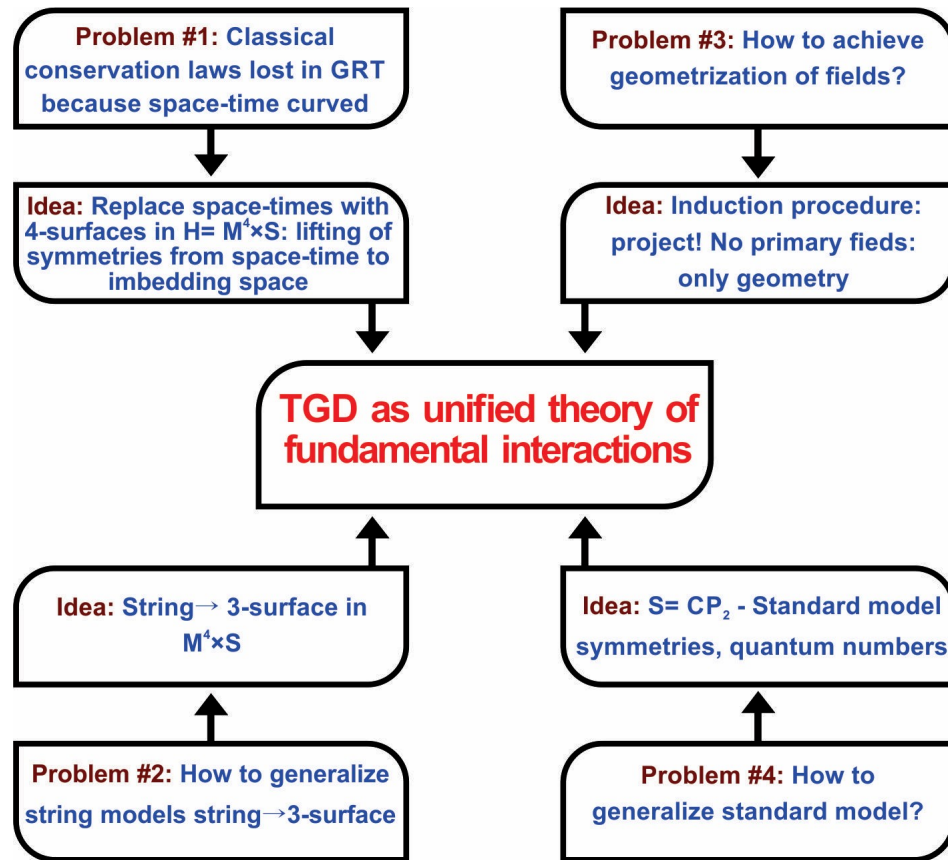 Problem #1: Classical
conservation laws lost in GRT
because space-time curved
Problem #3: How to achieve
geometrization of fields?
Idea: Replace space-times with
4-surfaces in H= M⁴×S: lifting of
symmetries from space-time to
imbedding space
Idea: Induction procedure:
project! No primary fieds:
only geometry
TGD as unified theory of
fundamental interactions
Idea: String→ 3-surface in
M⁴×S
Idea: S= CP₂ - Standard model
symmetries, quantum numbers
Problem #2: How to generalize
string models string→3-surface
Problem #4: How to
generalize standard model?